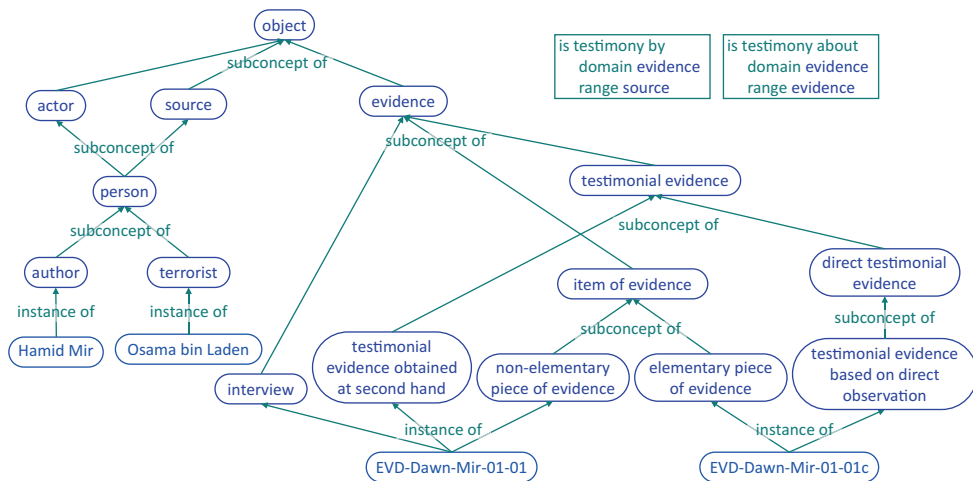 object
is testimony by
domain evidence
range source
is testimony about
domain evidence
range evidence
subconcept of
actor
source
evidence
subconcept of
subconcept of
testimonial evidence
person
subconcept of
subconcept of
author
terrorist
item of evidence
direct testimonial
evidence
instance of
instance of
subconcept of
subconcept of
Hamid Mir
Osama bin Laden
testimonial
evidence obtained
at second hand
non-elementary
piece of evidence
elementary piece
of evidence
testimonial evidence
based on direct
observation
interview
instance of
instance of
EVD-Dawn-Mir-01-01
EVD-Dawn-Mir-01-01c